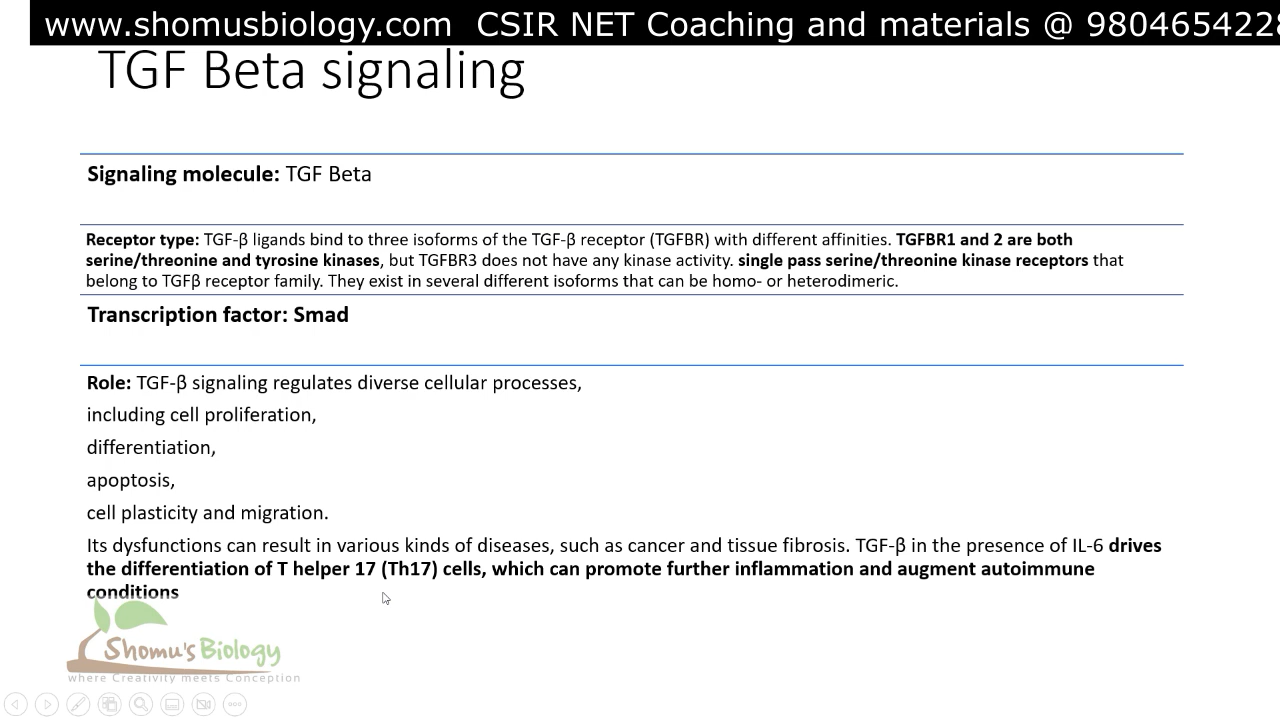 www.shomusbiology.com CSIR NET Coaching and materials @ 9804654228
TGF Beta signaling
Signaling molecule: TGF Beta
Receptor type: TGF-β ligands bind to three isoforms of the TGF-β receptor (TGFBR) with different affinities. TGFBR1 and 2 are both
serine/threonine and tyrosine kinases, but TGFBR3 does not have any kinase activity. single pass serine/threonine kinase receptors that
belong to TGFβ receptor family. They exist in several different isoforms that can be homo- or heterodimeric.
Transcription factor: Smad
Role: TGF-β signaling regulates diverse cellular processes,
including cell proliferation,
differentiation,
apoptosis,
cell plasticity and migration.
Its dysfunctions can result in various kinds of diseases, such as cancer and tissue fibrosis. TGF-β in the presence of IL-6 drives
the differentiation of T helper 17 (Th17) cells, which can promote further inflammation and augment autoimmune
conditions
Shomu's Biology
where Creativity meets Conception